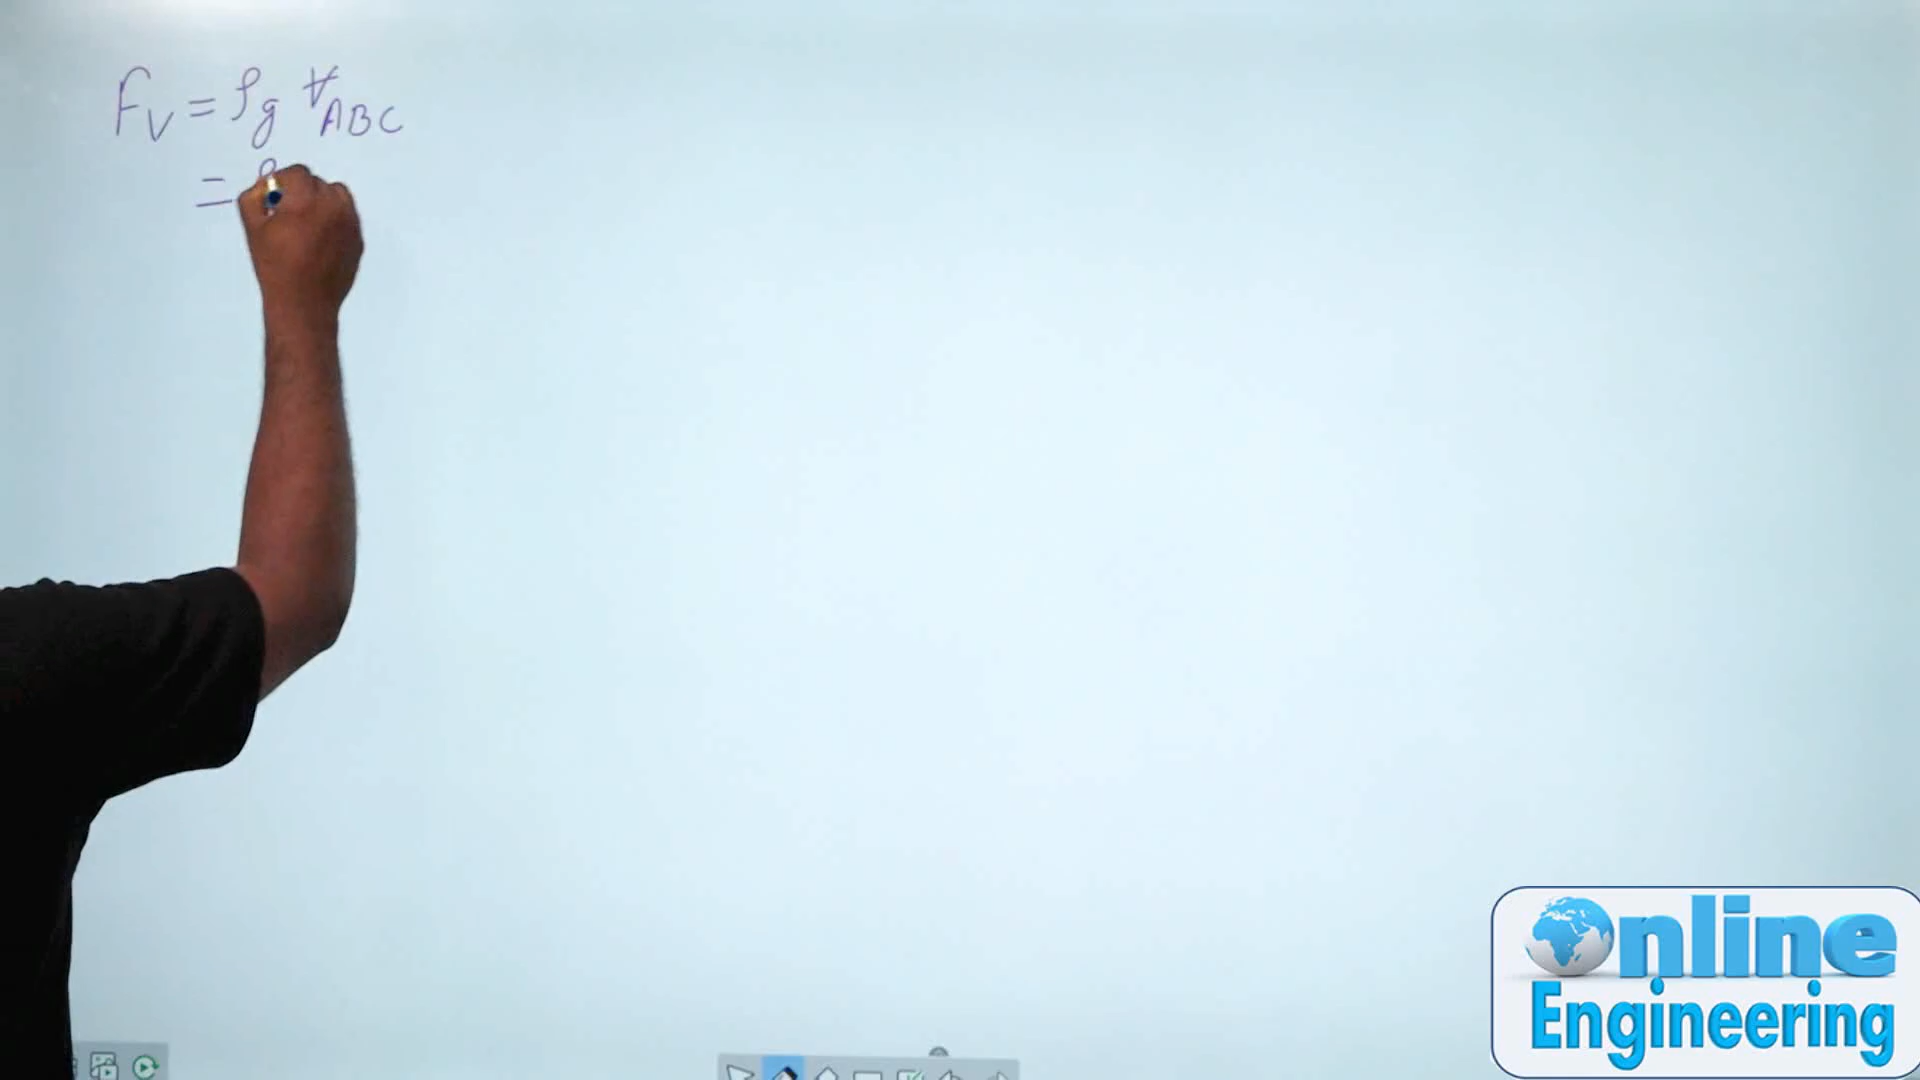 Fv = ρg ∀ABC
= ρ
Online
Engineering